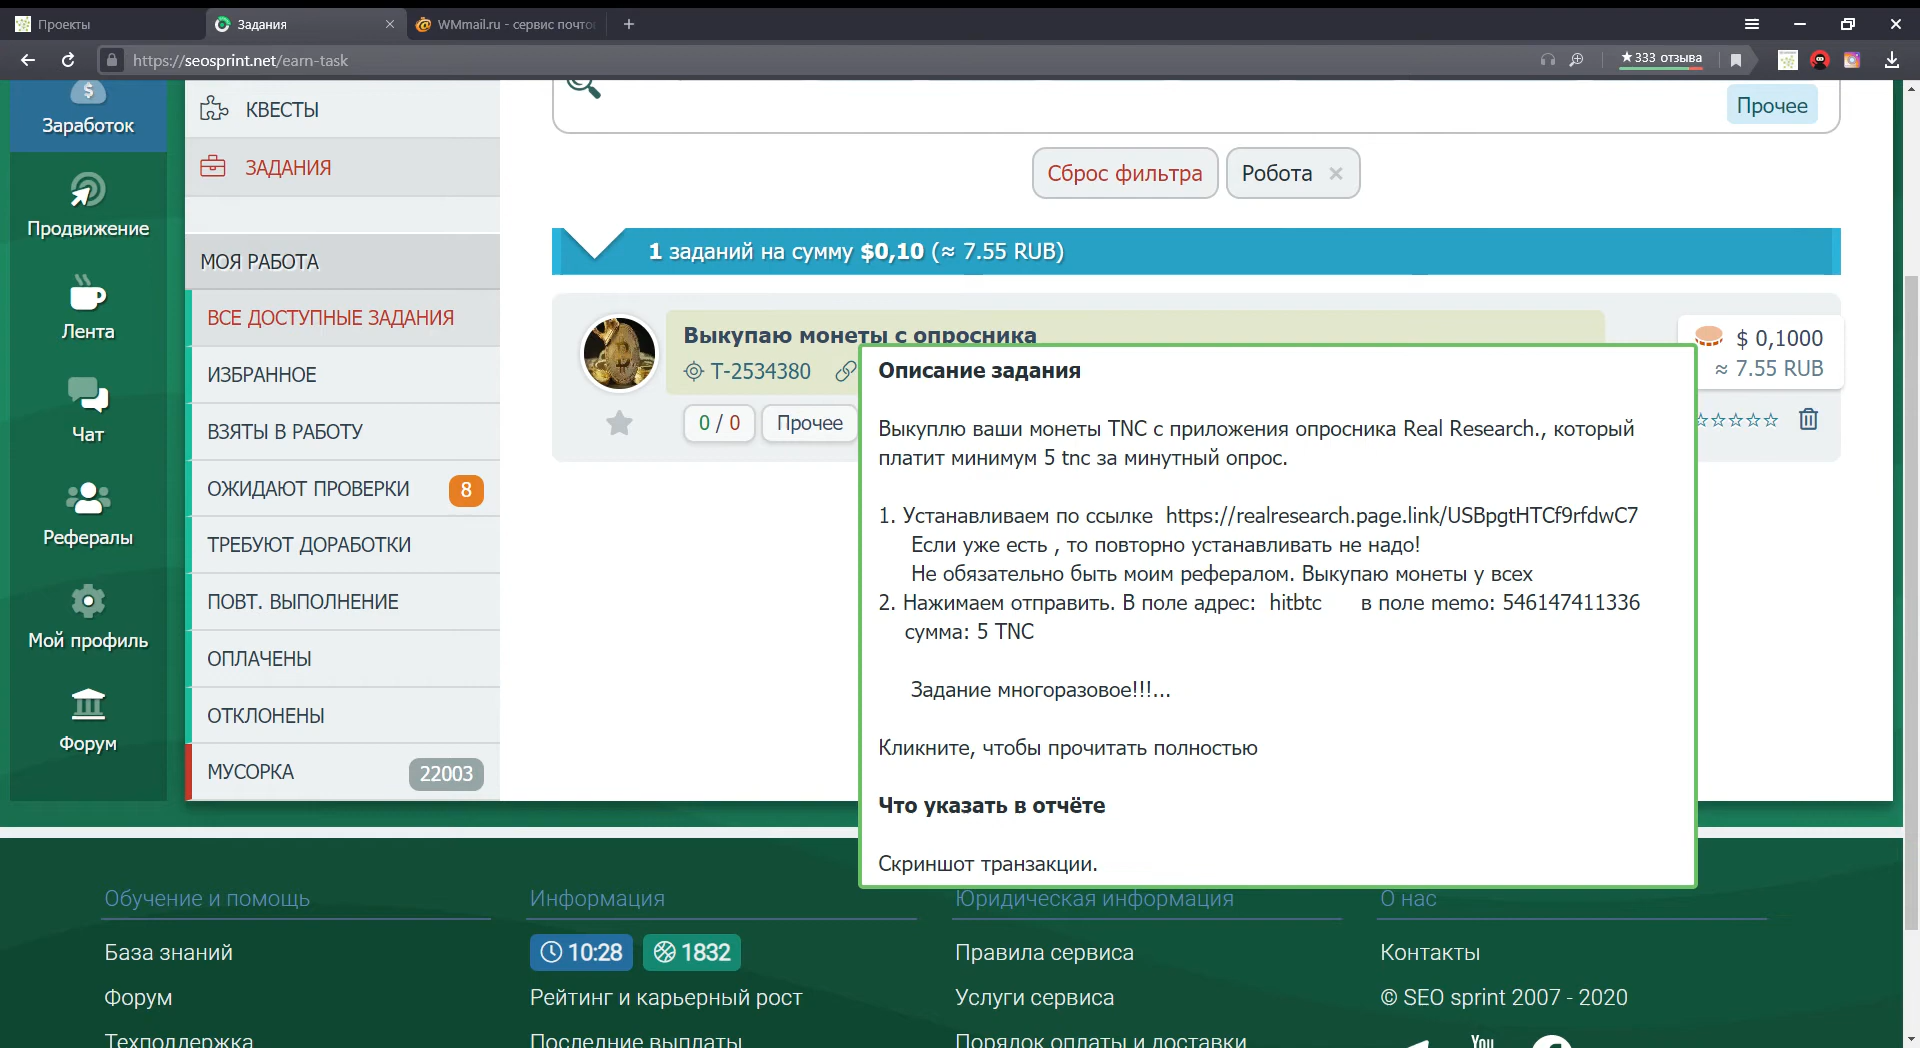 Проекты
Задания
WMmail.ru - сервис почто
https://seosprint.net/earn-task
★333 отзыва
Заработок
Продвижение
Лента
Чат
Рефералы
Мой профиль
Форум
КВЕСТЫ
ЗАДАНИЯ
МОЯ РАБОТА
ВСЕ ДОСТУПНЫЕ ЗАДАНИЯ
ИЗБРАННОЕ
ВЗЯТЫ В РАБОТУ
ОЖИДАЮТ ПРОВЕРКИ 8
ТРЕБУЮТ ДОРАБОТКИ
ПОВТ. ВЫПОЛНЕНИЕ
ОПЛАЧЕНЫ
ОТКЛОНЕНЫ
МУСОРКА 22003
Прочее
Сброс фильтра Робота ×
1 заданий на сумму $0,10 (≈ 7.55 RUB)
Выкупаю монеты с опросника
T-2534380
0 / 0 Прочее
$ 0,1000
≈ 7.55 RUB
Описание задания
Выкуплю ваши монеты TNC с приложения опросника Real Research., который
платит минимум 5 tnc за минутный опрос.
1. Устанавливаем по ссылке https://realresearch.page.link/USBpgtHTCf9rfdwC7
Если уже есть , то повторно устанавливать не надо!
Не обязательно быть моим рефералом. Выкупаю монеты у всех
2. Нажимаем отправить. В поле адрес: hitbtc в поле memo: 546147411336
сумма: 5 TNC
Задание многоразовое!!!...
Кликните, чтобы прочитать полностью
Что указать в отчёте
Скриншот транзакции.
Обучение и помощь
База знаний
Форум
Техподдержка
Информация
10:28 1832
Рейтинг и карьерный рост
Последние выплаты
Юридическая информация
Правила сервиса
Услуги сервиса
Порядок оплаты и доставки
О нас
Контакты
© SEO sprint 2007 - 2020
You